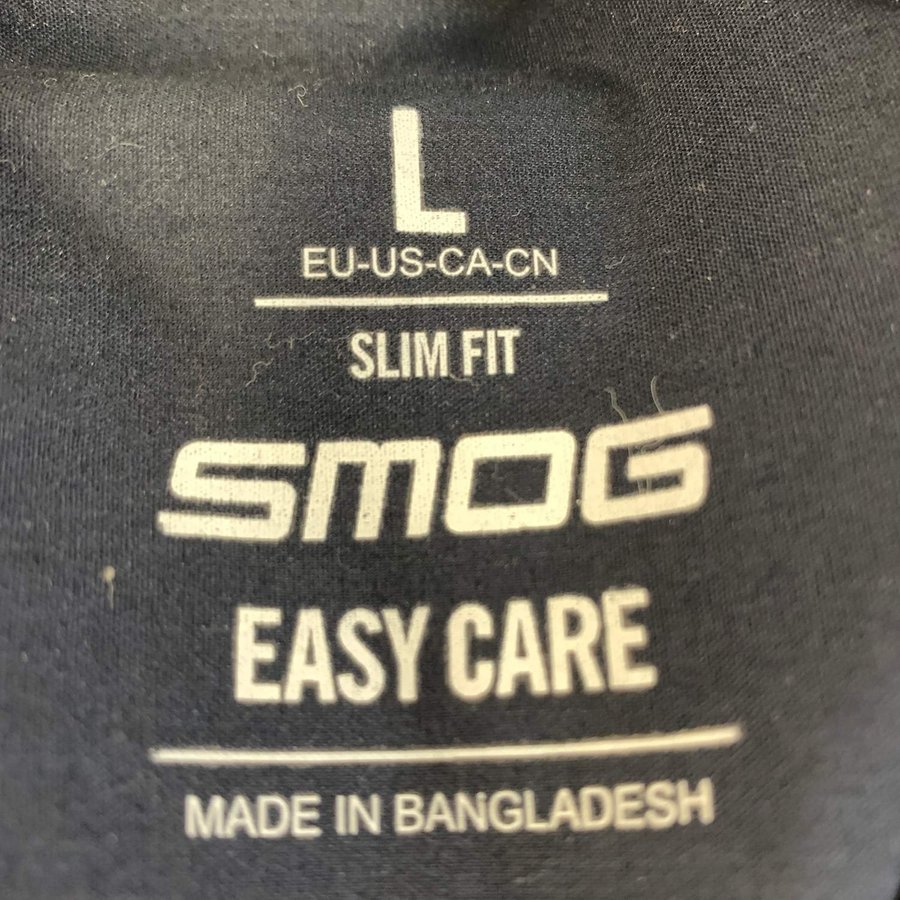 L
EU-US-CA-CN
SLIM FIT
SMOG
EASY CARE
MADE IN BANGLADESH